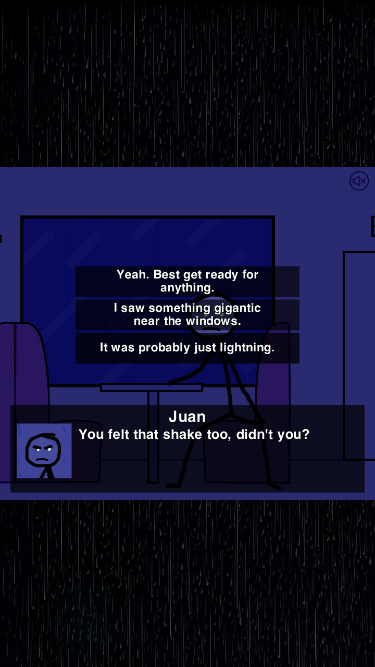 Yeah. Best get ready for
anything.
I saw something gigantic
near the windows.
It was probably just lightning.
Juan
You felt that shake too, didn't you?